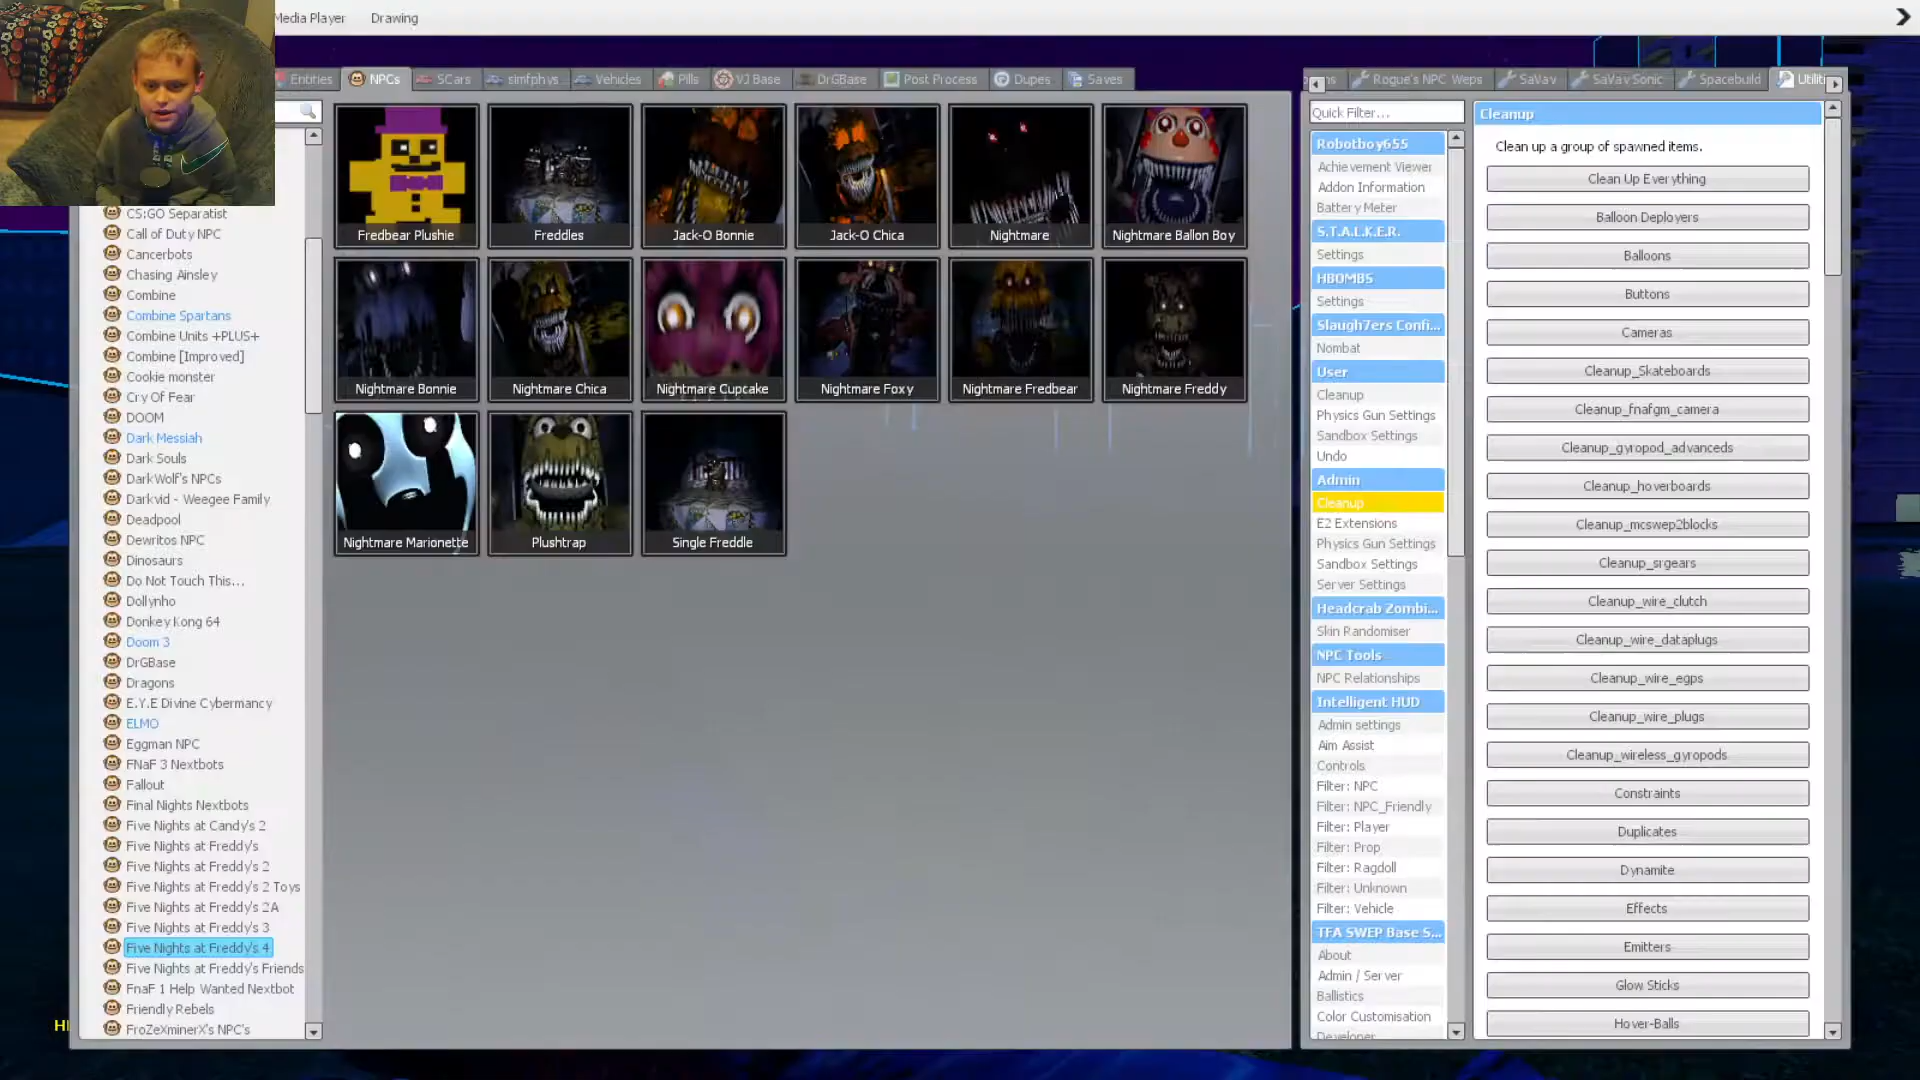 Media Player Drawing
Entities NPCs SCars simfphys Vehicles Pills VJ Base DrGBase Post Process Dupes Saves
Rogue's NPC Weps SaVav SaVav Sonic Spacebuild
CS:GO Separatist
Call of Duty NPC
Cancerbots
Chasing Ainsley
Combine
Combine Spartans
Combine Units +PLUS+
Combine [Improved]
Cookie monster
Cry Of Fear
DOOM
Dark Messiah
Dark Souls
DarkWolf's NPCs
Darkvid - Weegee Family
Deadpool
Dewritos NPC
Dinosaurs
Do Not Touch This...
Dollynho
Donkey Kong 64
Doom 3
DrGBase
Dragons
E.Y.E Divine Cybermancy
ELMO
Eggman NPC
FNaF 3 Nextbots
Fallout
Final Nights Nextbots
Five Nights at Candy's 2
Five Nights at Freddy's
Five Nights at Freddy's 2
Five Nights at Freddy's 2 Toys
Five Nights at Freddy's 2A
Five Nights at Freddy's 3
Five Nights at Freddy's 4
Five Nights at Freddy's Friends
FnaF 1 Help Wanted Nextbot
Friendly Rebels
FroZeXminerX's NPC's
Fredbear Plushie
Freddles
Jack-O Bonnie
Jack-O Chica
Nightmare
Nightmare Ballon Boy
Nightmare Bonnie
Nightmare Chica
Nightmare Cupcake
Nightmare Foxy
Nightmare Fredbear
Nightmare Freddy
Nightmare Marionette
Plushtrap
Single Freddle
Quick Filter...
Robotboy655
Achievement Viewer
Addon Information
Battery Meter
S.T.A.L.K.E.R.
Settings
HBOMBS
Settings
Slaugh7ers Confi...
Nombat
User
Cleanup
Physics Gun Settings
Sandbox Settings
Undo
Admin
Cleanup
E2 Extensions
Physics Gun Settings
Sandbox Settings
Server Settings
Headcrab Zombi...
Skin Randomiser
NPC Tools
NPC Relationships
Intelligent HUD
Admin settings
Aim Assist
Controls
Filter: NPC
Filter: NPC_Friendly
Filter: Player
Filter: Prop
Filter: Ragdoll
Filter: Unknown
Filter: Vehicle
TFA SWEP Base S...
About
Admin / Server
Ballistics
Color Customisation
Developer
Cleanup
Clean up a group of spawned items.
Clean Up Everything
Balloon Deployers
Balloons
Buttons
Cameras
Cleanup_Skateboards
Cleanup_fnafgm_camera
Cleanup_gyropod_advanceds
Cleanup_hoverboards
Cleanup_mcswep2blocks
Cleanup_srgears
Cleanup_wire_clutch
Cleanup_wire_dataplugs
Cleanup_wire_egps
Cleanup_wire_plugs
Cleanup_wireless_gyropods
Constraints
Duplicates
Dynamite
Effects
Emitters
Glow Sticks
Hover-Balls